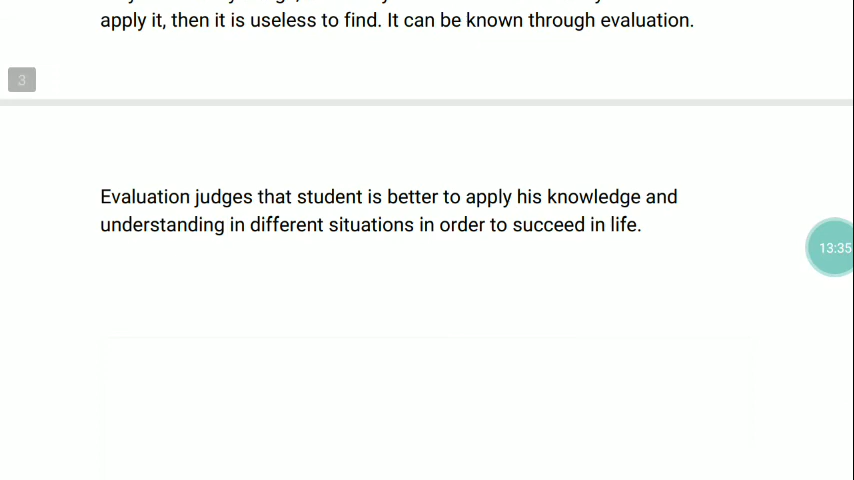 apply it, then it is useless to find. It can be known through evaluation.
3
Evaluation judges that student is better to apply his knowledge and
understanding in different situations in order to succeed in life.
13:35